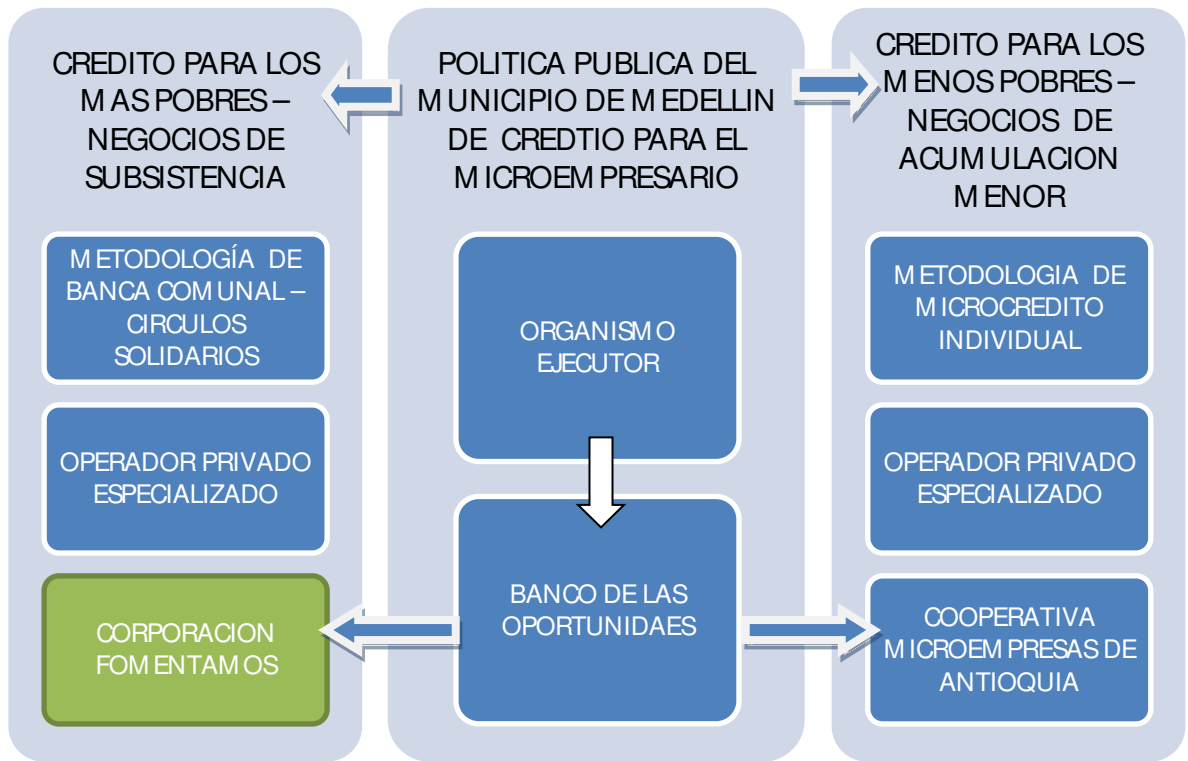 CREDITO PARA LOS
MAS POBRES –
NEGOCIOS DE
SUBSISTENCIA
METODOLOGÍA DE
BANCA COMUNAL –
CIRCULOS
SOLIDARIOS
OPERADOR PRIVADO
ESPECIALIZADO
CORPORACION
FOMENTAMOS
POLITICA PUBLICA DEL
MUNICIPIO DE MEDELLIN
DE CREDTIO PARA EL
MICROEMPRESARIO
ORGANISMO
EJECUTOR
BANCO DE LAS
OPORTUNIDAES
CREDITO PARA LOS
MENOS POBRES –
NEGOCIOS DE
ACUMULACION
MENOR
METODOLOGIA DE
MICROCREDITO
INDIVIDUAL
OPERADOR PRIVADO
ESPECIALIZADO
COOPERATIVA
MICROEMPRESAS DE
ANTIOQUIA